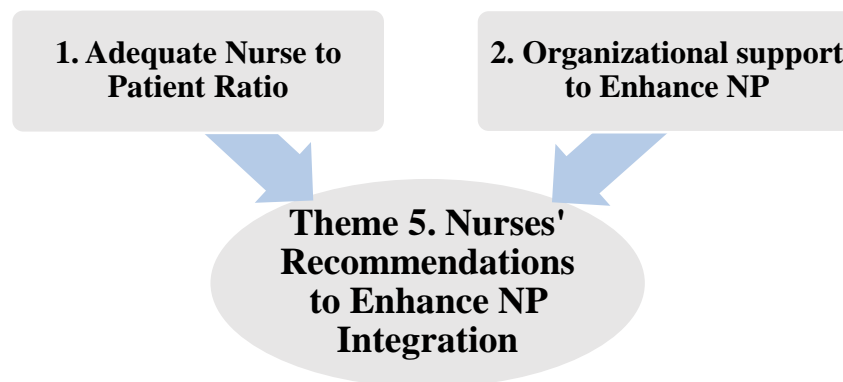 1. Adequate Nurse to
Patient Ratio
2. Organizational support
to Enhance NP
Theme 5. Nurses'
Recommendations
to Enhance NP
Integration